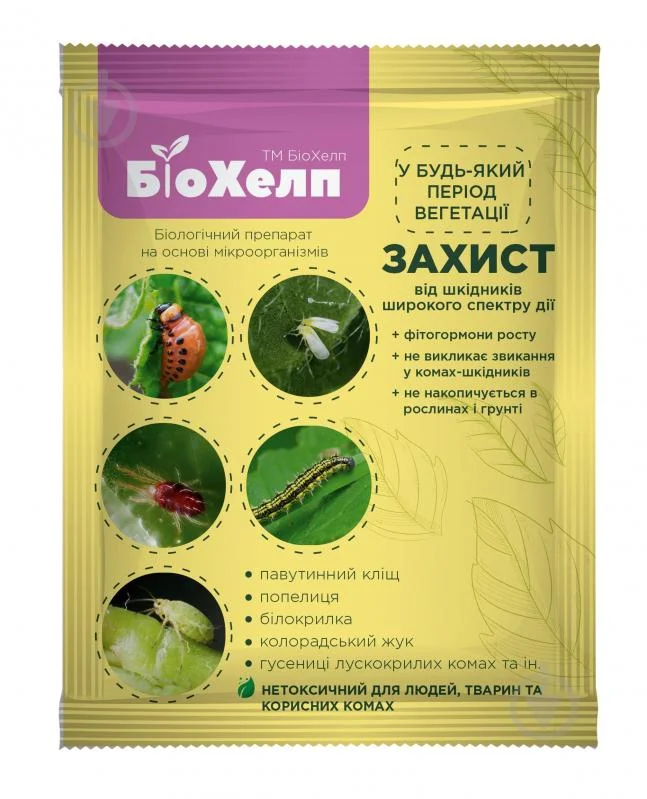 ТМ БіоХелп
БіоХелп
Біологічний препарат
на основі мікроорганізмів
У БУДЬ-ЯКИЙ
ПЕРІОД
ВЕГЕТАЦІЇ
ЗАХИСТ
від шкідників
широкого спектру дії
+ фітогормони росту
+ не викликає звикання
у комах-шкідників
+ не накопичується в
рослинах і грунті
• павутинний кліщ
• попелиця
• білокрилка
• колорадський жук
• гусениці лускокрилих комах та ін.
НЕТОКСИЧНИЙ ДЛЯ ЛЮДЕЙ, ТВАРИН ТА
КОРИСНИХ КОМАХ